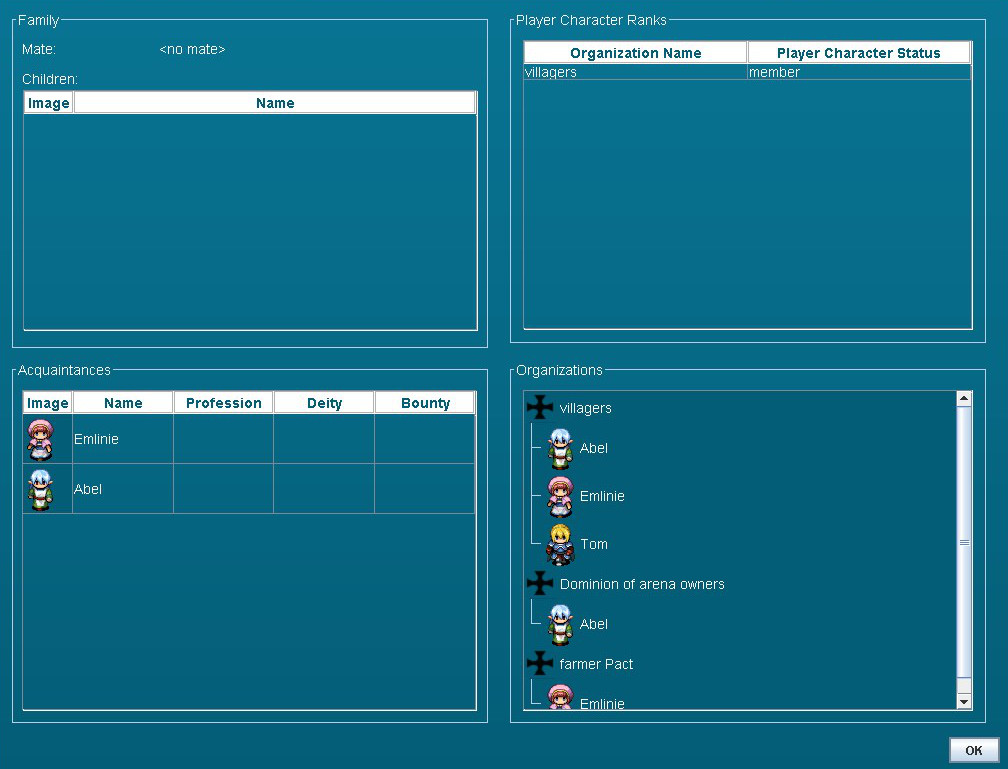 Family
Mate: <no mate>
Children:
Image Name
Player Character Ranks
Organization Name Player Character Status
villagers member
Acquaintances
Image Name Profession Deity Bounty
Emlinie
Abel
Organizations
villagers
Abel
Emlinie
Tom
Dominion of arena owners
Abel
farmer Pact
Emlinie
OK